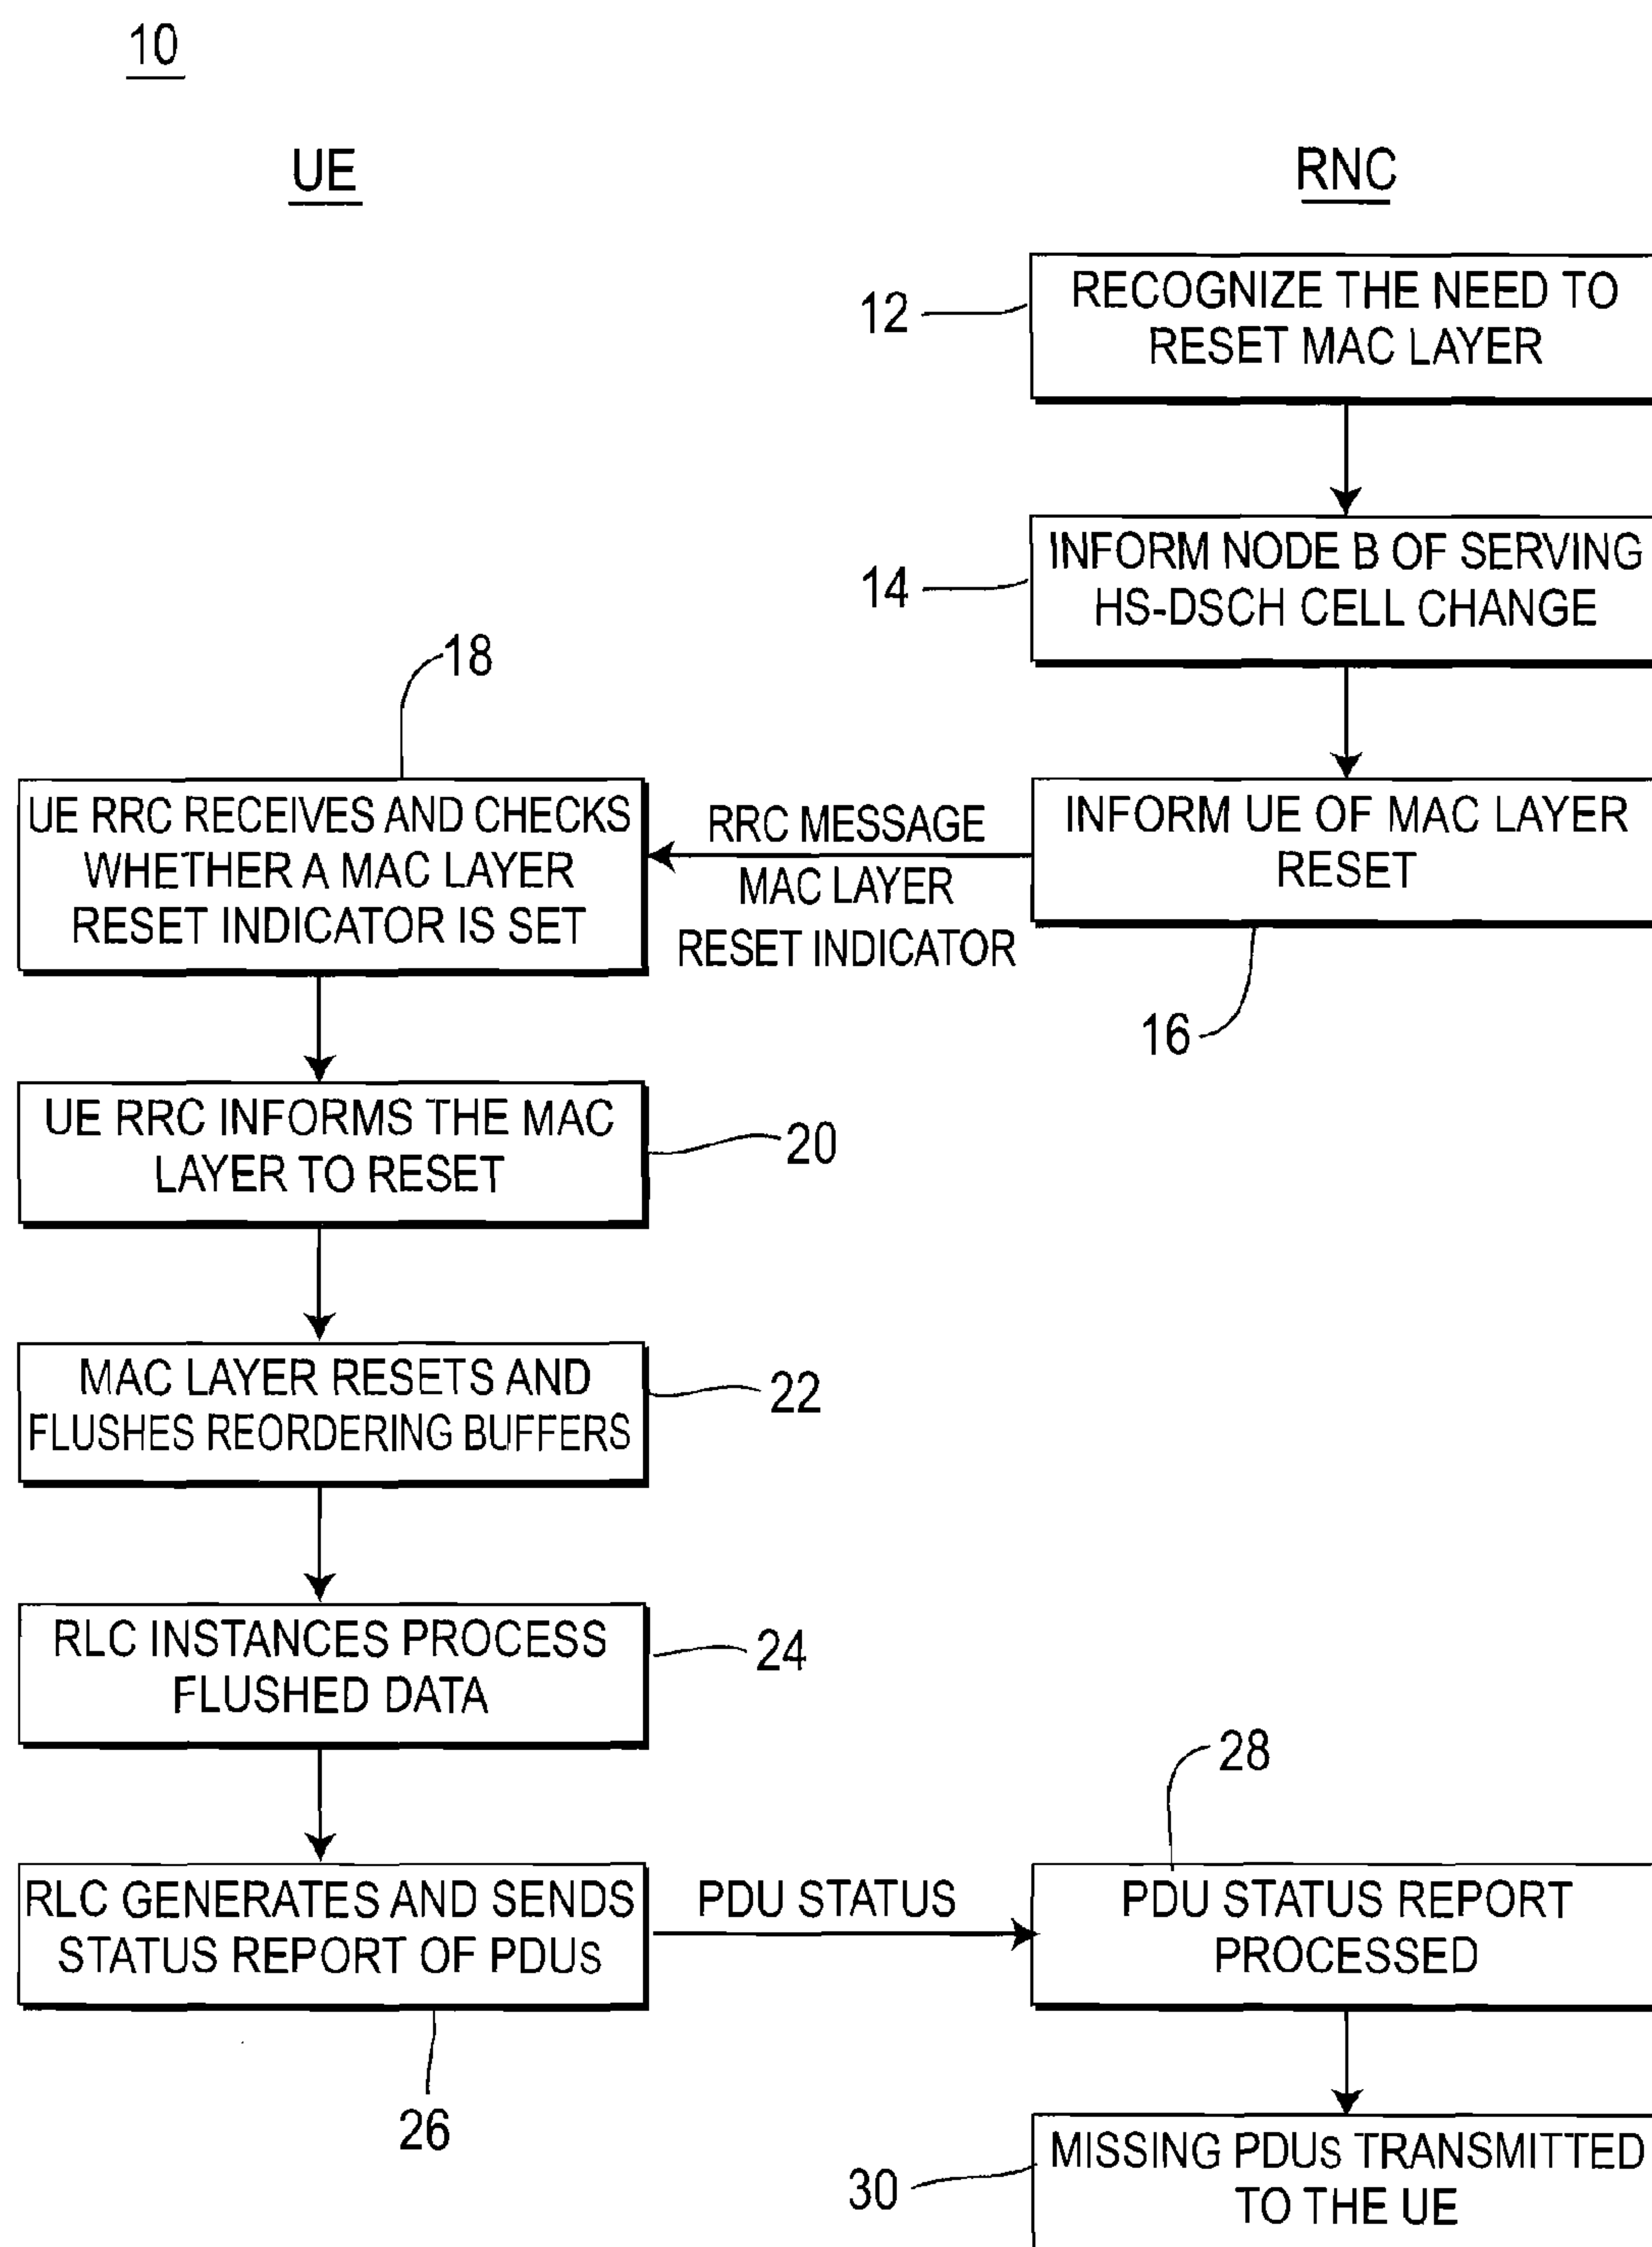 10
UE
RNC
12
RECOGNIZE THE NEED TO
RESET MAC LAYER
14
INFORM NODE B OF SERVING
HS-DSCH CELL CHANGE
18
UE RRC RECEIVES AND CHECKS
WHETHER A MAC LAYER
RESET INDICATOR IS SET
RRC MESSAGE
MAC LAYER
RESET INDICATOR
INFORM UE OF MAC LAYER
RESET
16
UE RRC INFORMS THE MAC
LAYER TO RESET
20
MAC LAYER RESETS AND
FLUSHES REORDERING BUFFERS
22
RLC INSTANCES PROCESS
FLUSHED DATA
24
RLC GENERATES AND SENDS
STATUS REPORT OF PDUs
26
PDU STATUS
28
PDU STATUS REPORT
PROCESSED
30
MISSING PDUs TRANSMITTED
TO THE UE